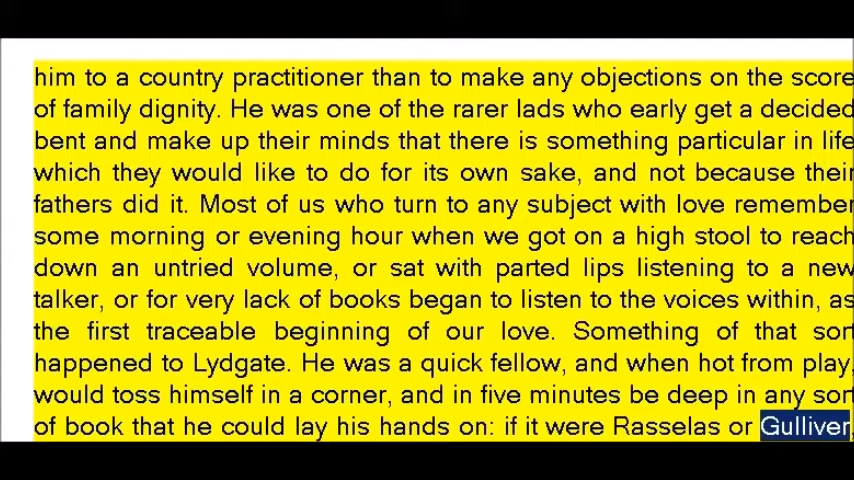 him to a country practitioner than to make any objections on the score
of family dignity. He was one of the rarer lads who early get a decided
bent and make up their minds that there is something particular in life
which they would like to do for its own sake, and not because their
fathers did it. Most of us who turn to any subject with love remember
some morning or evening hour when we got on a high stool to reach
down an untried volume, or sat with parted lips listening to a new
talker, or for very lack of books began to listen to the voices within, as
the first traceable beginning of our love. Something of that sort
happened to Lydgate. He was a quick fellow, and when hot from play,
would toss himself in a corner, and in five minutes be deep in any sort
of book that he could lay his hands on: if it were Rasselas or Gulliver,